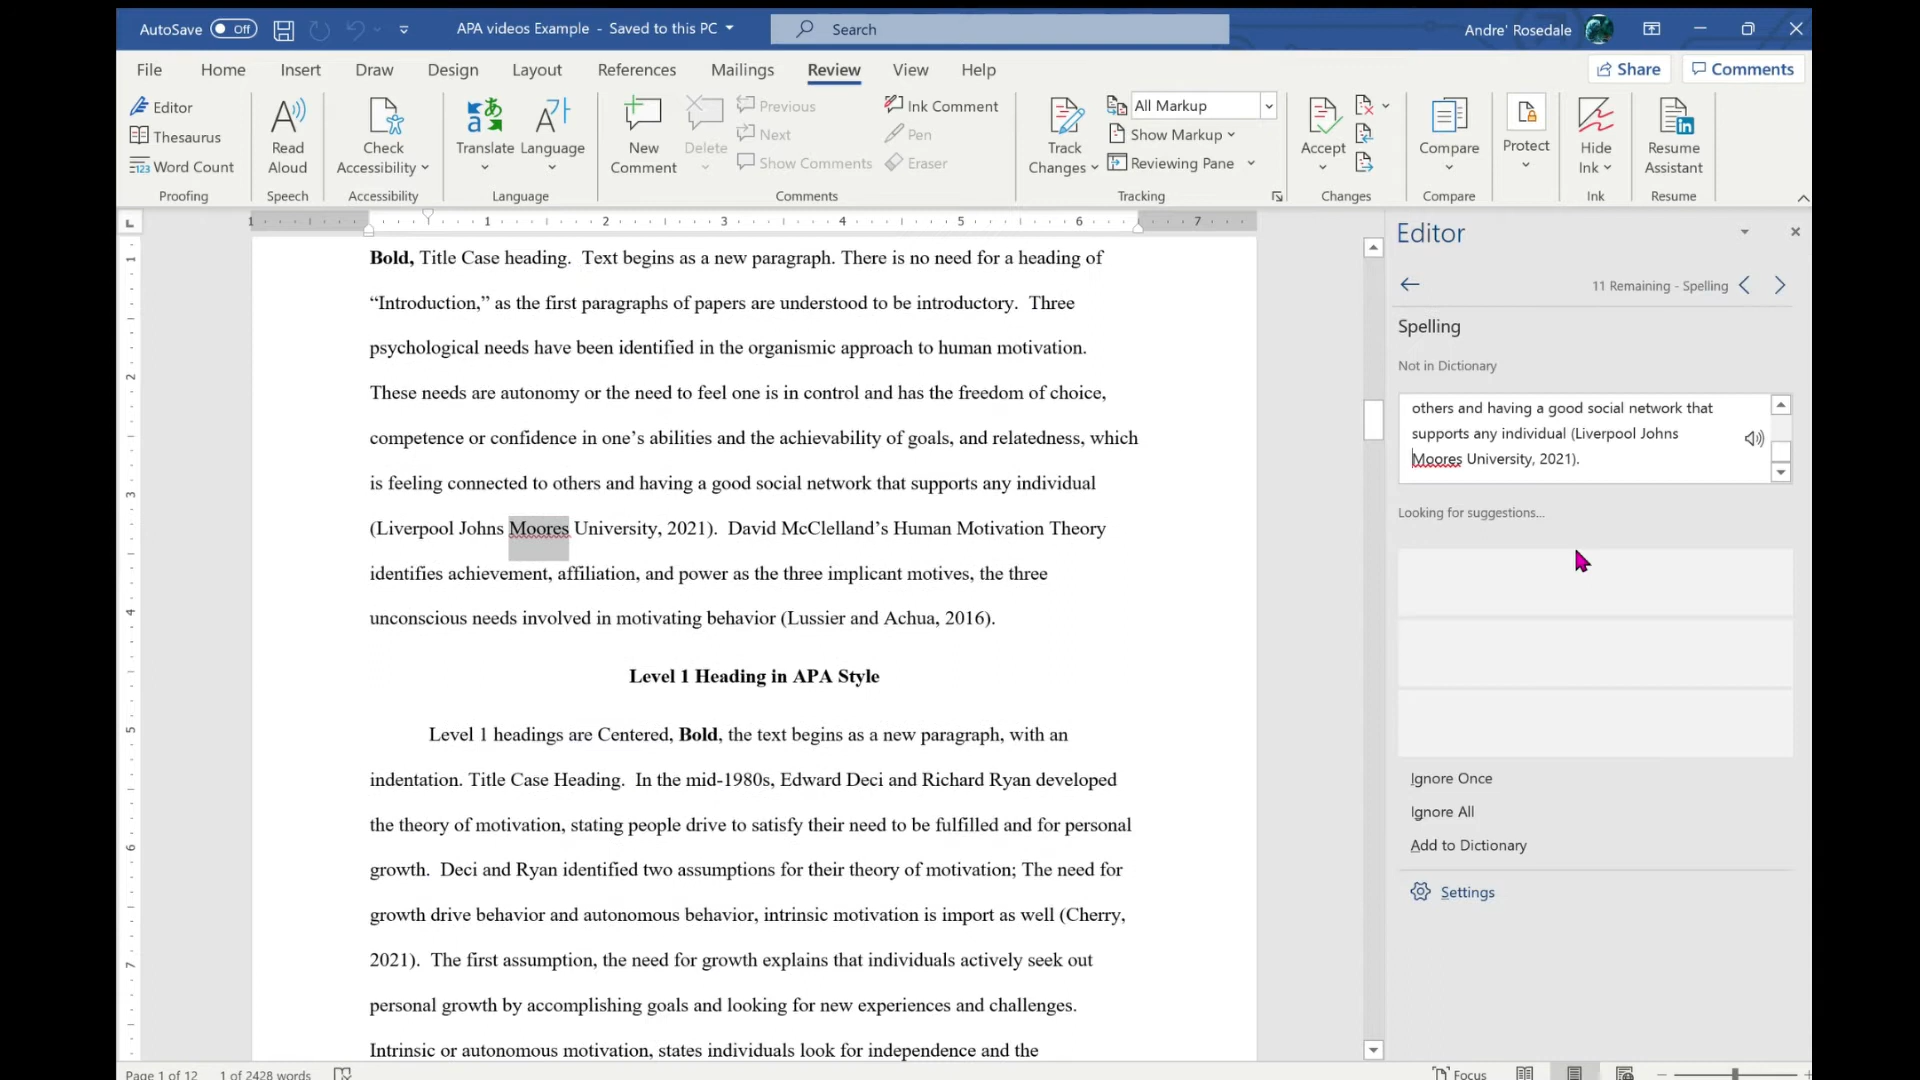 AutoSave Off APA videos Example - Saved to this PC Search Andre' Rosedale
File Home Insert Draw Design Layout References Mailings Review View Help Share Comments
Editor
Thesaurus
Word Count
Proofing
Read Aloud
Speech
Check Accessibility
Accessibility
Translate
Language
Language
New Comment
Delete
Previous
Next
Show Comments
Ink Comment
Pen
Eraser
Comments
Track Changes
All Markup
Show Markup
Reviewing Pane
Tracking
Accept
Changes
Compare
Compare
Protect
Hide Ink
Ink
Resume Assistant
Resume
1 1 2 3 4 5 6 7
1
2
3
4
5
6
7
Bold, Title Case heading.  Text begins as a new paragraph. There is no need for a heading of
“Introduction,” as the first paragraphs of papers are understood to be introductory.  Three
psychological needs have been identified in the organismic approach to human motivation.
These needs are autonomy or the need to feel one is in control and has the freedom of choice,
competence or confidence in one’s abilities and the achievability of goals, and relatedness, which
is feeling connected to others and having a good social network that supports any individual
(Liverpool Johns Moores University, 2021).  David McClelland’s Human Motivation Theory
identifies achievement, affiliation, and power as the three implicant motives, the three
unconscious needs involved in motivating behavior (Lussier and Achua, 2016).
Level 1 Heading in APA Style
Level 1 headings are Centered, Bold, the text begins as a new paragraph, with an
indentation. Title Case Heading.  In the mid-1980s, Edward Deci and Richard Ryan developed
the theory of motivation, stating people drive to satisfy their need to be fulfilled and for personal
growth.  Deci and Ryan identified two assumptions for their theory of motivation; The need for
growth drive behavior and autonomous behavior, intrinsic motivation is import as well (Cherry,
2021).  The first assumption, the need for growth explains that individuals actively seek out
personal growth by accomplishing goals and looking for new experiences and challenges.
Intrinsic or autonomous motivation, states individuals look for independence and the
Editor
11 Remaining - Spelling
Spelling
Not in Dictionary
others and having a good social network that
supports any individual (Liverpool Johns
Moores University, 2021).
Looking for suggestions...
Ignore Once
Ignore All
Add to Dictionary
Settings
Page 1 of 12 1 of 2428 words Focus